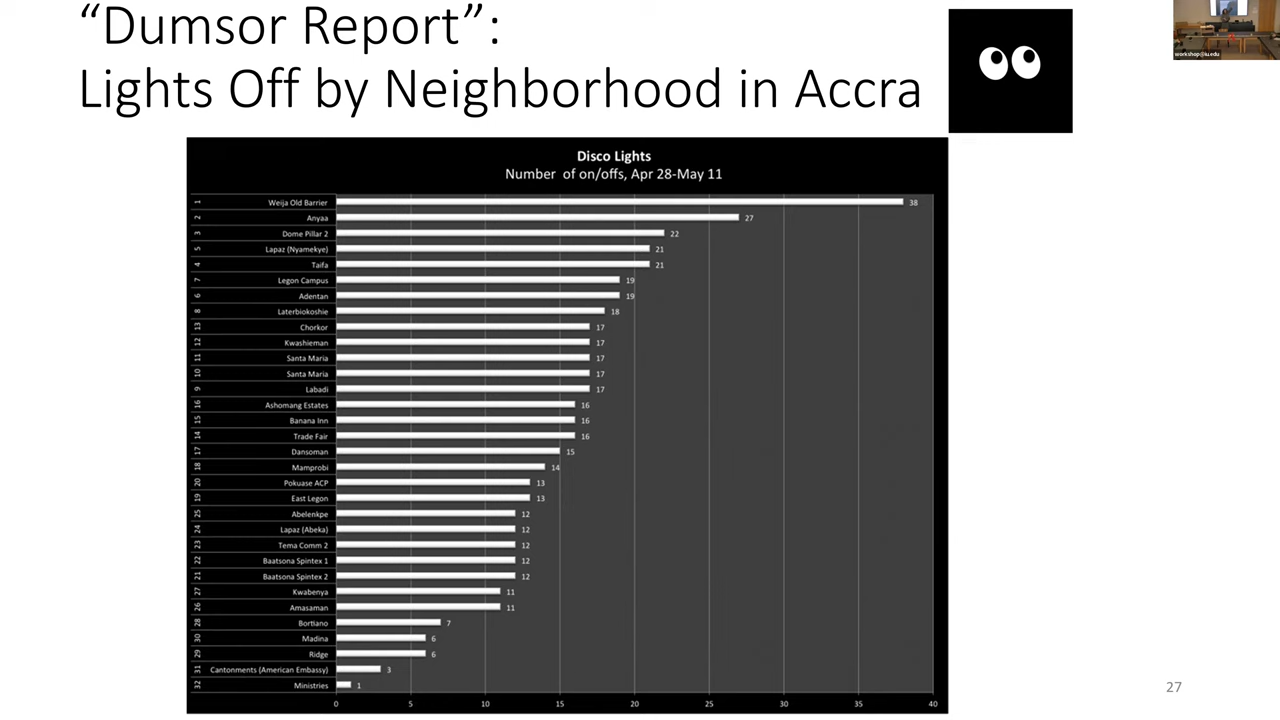 “Dumsor Report”:
Lights Off by Neighborhood in Accra
workshop@iu.edu
Disco Lights
Number of on/offs, Apr 28-May 11
1 Weija Old Barrier 38
2 Anyaa 27
3 Dome Pillar 2 22
5 Lapaz (Nyamekye) 21
4 Taifa 21
7 Legon Campus 19
6 Adentan 19
8 Laterbiokoshie 18
13 Chorkor 17
12 Kwashieman 17
11 Santa Maria 17
10 Santa Maria 17
9 Labadi 17
16 Ashomang Estates 16
15 Banana Inn 16
14 Trade Fair 16
17 Dansoman 15
18 Mamprobi 14
20 Pokuase ACP 13
19 East Legon 13
25 Abelenkpe 12
24 Lapaz (Abeka) 12
23 Tema Comm 2 12
22 Baatsona Spintex 1 12
21 Baatsona Spintex 2 12
27 Kwabenya 11
26 Amasaman 11
28 Bortiano 7
30 Madina 6
29 Ridge 6
31 Cantonments (American Embassy) 3
32 Ministries 1
0 5 10 15 20 25 30 35 40
27